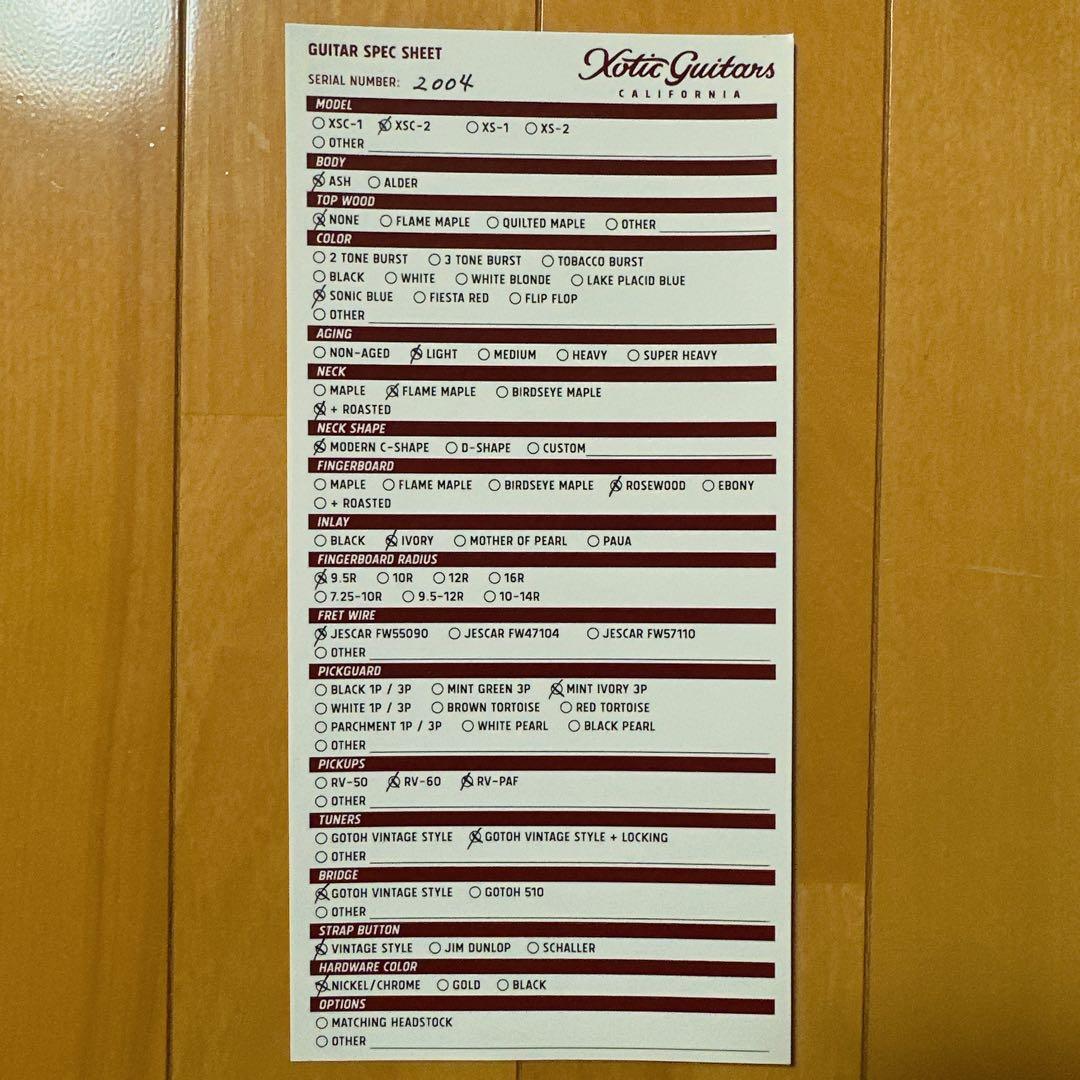 GUITAR SPEC SHEET
Xotic Guitars
CALIFORNIA
SERIAL NUMBER: 2004
MODEL
XSC-1 XSC-2 XS-1 XS-2
OTHER
BODY
ASH ALDER
TOP WOOD
NONE FLAME MAPLE QUILTED MAPLE OTHER
COLOR
2 TONE BURST 3 TONE BURST TOBACCO BURST
BLACK WHITE WHITE BLONDE LAKE PLACID BLUE
SONIC BLUE FIESTA RED FLIP FLOP
OTHER
AGING
NON-AGED LIGHT MEDIUM HEAVY SUPER HEAVY
NECK
MAPLE FLAME MAPLE BIRDSEYE MAPLE
+ ROASTED
NECK SHAPE
MODERN C-SHAPE D-SHAPE CUSTOM
FINGERBOARD
MAPLE FLAME MAPLE BIRDSEYE MAPLE ROSEWOOD EBONY
+ ROASTED
INLAY
BLACK IVORY MOTHER OF PEARL PAUA
FINGERBOARD RADIUS
9.5R 10R 12R 16R
7.25-10R 9.5-12R 10-14R
FRET WIRE
JESCAR FW55090 JESCAR FW47104 JESCAR FW57110
OTHER
PICKGUARD
BLACK 1P / 3P MINT GREEN 3P MINT IVORY 3P
WHITE 1P / 3P BROWN TORTOISE RED TORTOISE
PARCHMENT 1P / 3P WHITE PEARL BLACK PEARL
OTHER
PICKUPS
RV-50 RV-60 RV-PAF
OTHER
TUNERS
GOTOH VINTAGE STYLE GOTOH VINTAGE STYLE + LOCKING
OTHER
BRIDGE
GOTOH VINTAGE STYLE GOTOH 510
OTHER
STRAP BUTTON
VINTAGE STYLE JIM DUNLOP SCHALLER
HARDWARE COLOR
NICKEL/CHROME GOLD BLACK
OPTIONS
MATCHING HEADSTOCK
OTHER